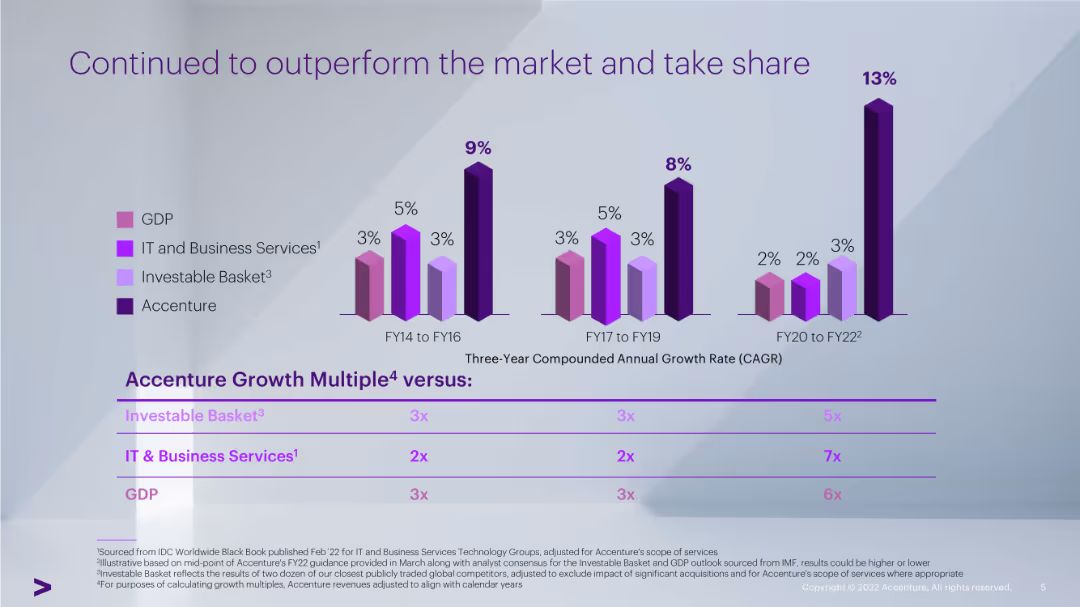 Continued to outperform the market and take share
13%
9%
8%
GDP
IT and Business Services¹
Investable Basket³
Accenture
3%
5%
3%
3%
5%
3%
2%
2%
3%
FY14 to FY16
FY17 to FY19
FY20 to FY22²
Three-Year Compounded Annual Growth Rate (CAGR)
Accenture Growth Multiple⁴ versus:
Investable Basket³ 3x 3x 5x
IT & Business Services¹ 2x 2x 7x
GDP 3x 3x 6x
¹Sourced from IDC Worldwide Black Book published Feb '22 for IT and Business Services Technology Groups, adjusted for Accenture's scope of services
²Illustrative based on mid-point of Accenture's FY22 guidance provided in March along with analyst consensus for the Investable Basket and GDP outlook sourced from IMF, results could be higher or lower
³Investable Basket reflects the results of two dozen of our closest publicly traded global competitors, adjusted to exclude impact of significant acquisitions and for Accenture's scope of services where appropriate
⁴For purposes of calculating growth multiples, Accenture revenues adjusted to align with calendar years
Copyright © 2022 Accenture. All rights reserved. 5